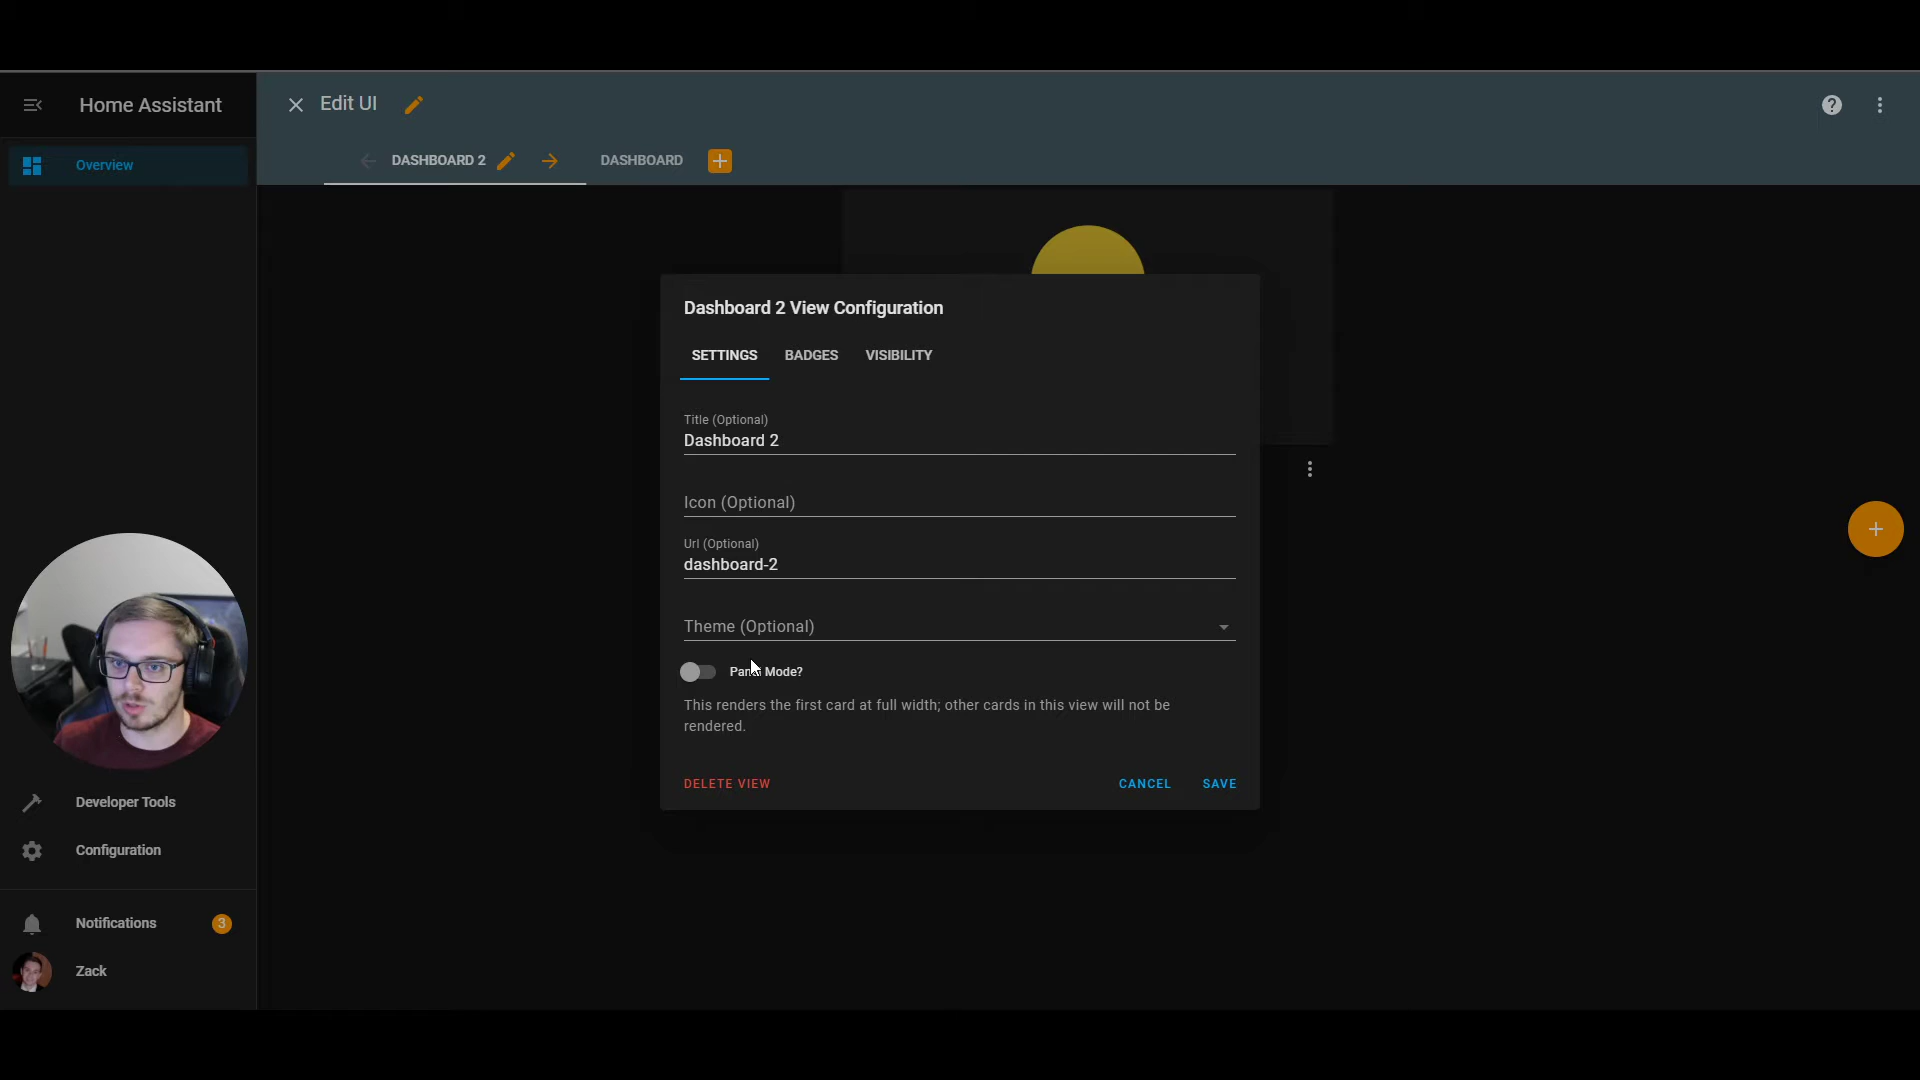 Home Assistant
Edit UI
Overview
DASHBOARD 2
DASHBOARD
Dashboard 2 View Configuration
SETTINGS
BADGES
VISIBILITY
Title (Optional)
Dashboard 2
Icon (Optional)
Url (Optional)
dashboard-2
Theme (Optional)
Panel Mode?
This renders the first card at full width; other cards in this view will not be
rendered.
DELETE VIEW
CANCEL
SAVE
Developer Tools
Configuration
Notifications
3
Zack